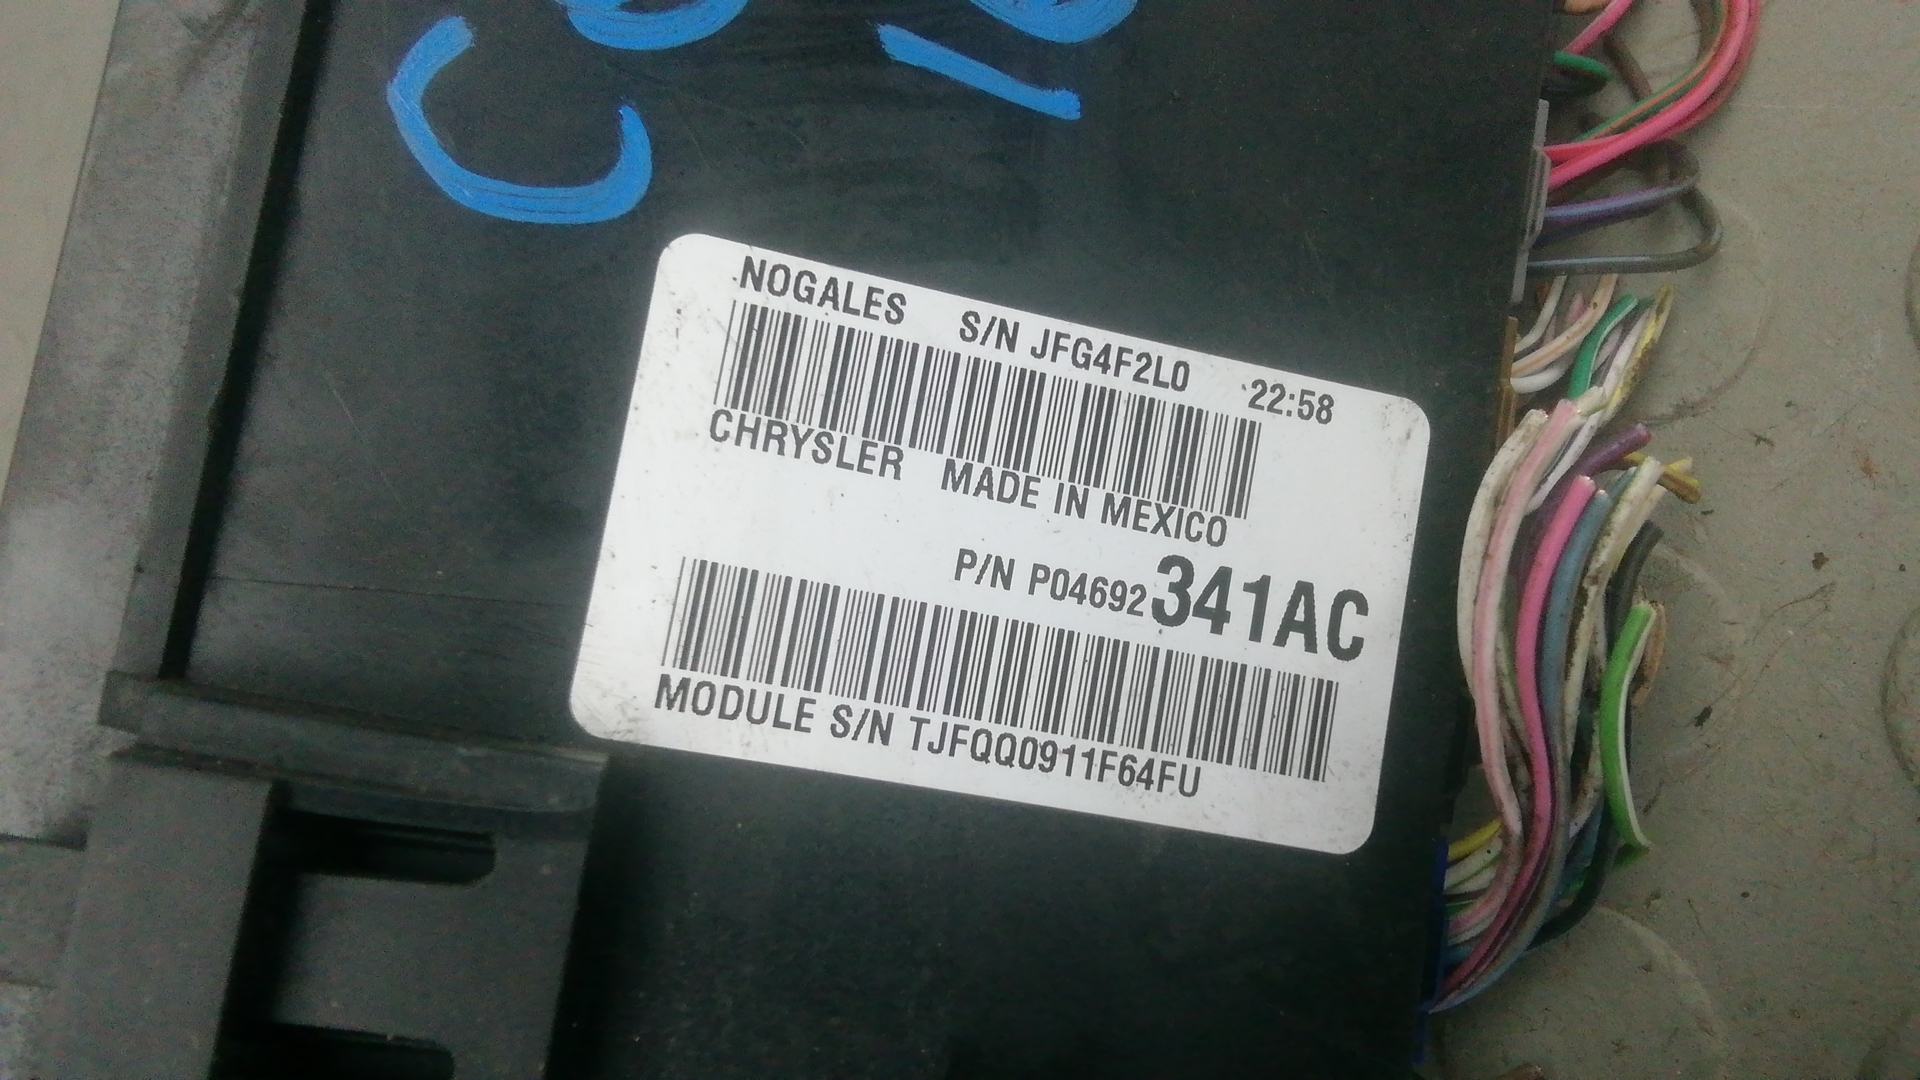 NOGALES S/N JFG4F2L0 22:58
CHRYSLER MADE IN MEXICO
P/N P04692341AC
MODULE S/N TJFQQ0911F64FU